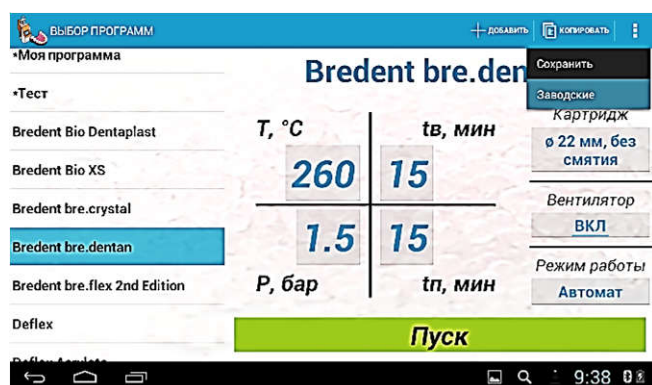 ВЫБОР ПРОГРАММ
ДОБАВИТЬ
КОПИРОВАТЬ
Сохранить
Заводские
*Моя программа
*Тест
Bredent Bio Dentaplast
Bredent Bio XS
Bredent bre.crystal
Bredent bre.dentan
Bredent bre.flex 2nd Edition
Deflex
Bredent bre.den
T, °C
tв, мин
260
15
1.5
15
P, бар
tп, мин
Картридж
ø 22 мм, без
смятия
Вентилятор
ВКЛ
Режим работы
Автомат
Пуск
9:38